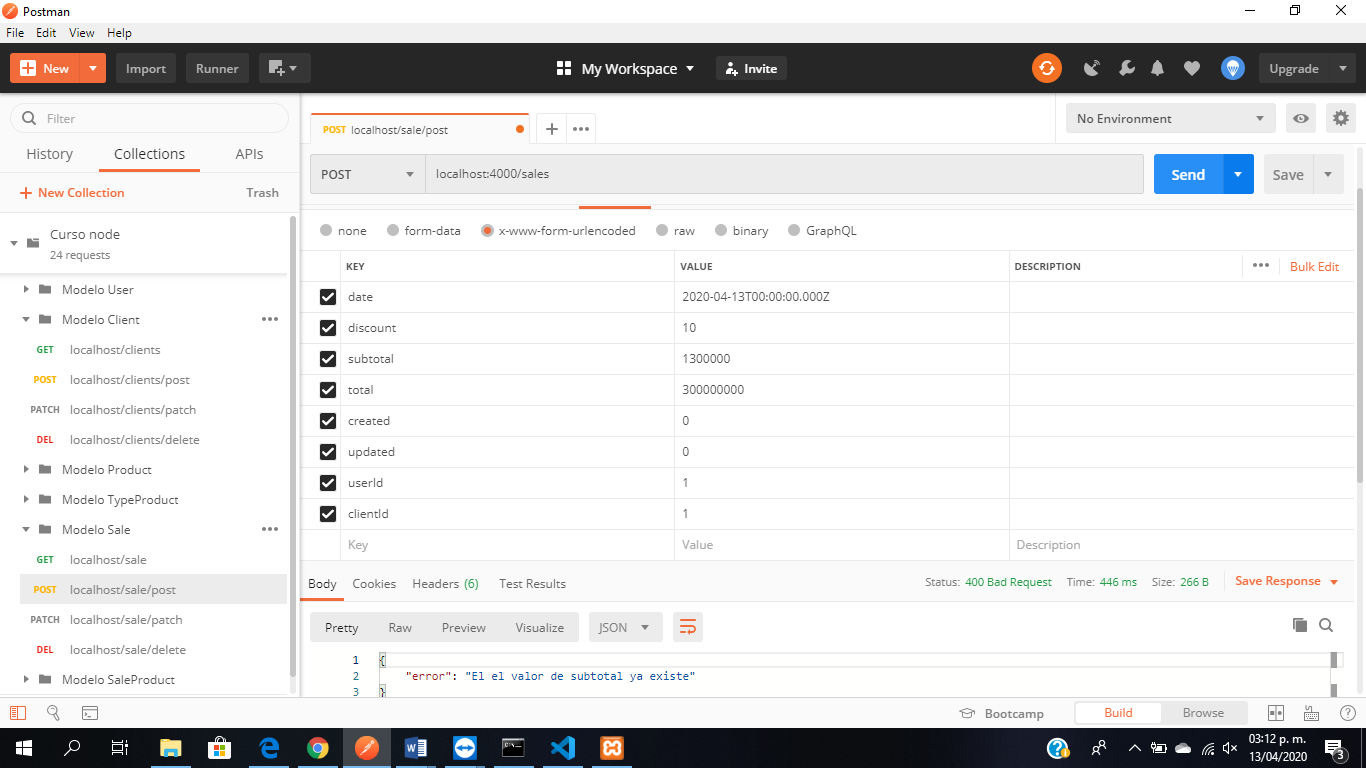 Postman
File Edit View Help
New Import Runner My Workspace Invite Upgrade
Filter
History Collections APIs
New Collection Trash
Curso node
24 requests
Modelo User
Modelo Client
GET localhost/clients
POST localhost/clients/post
PATCH localhost/clients/patch
DEL localhost/clients/delete
Modelo Product
Modelo TypeProduct
Modelo Sale
GET localhost/sale
POST localhost/sale/post
PATCH localhost/sale/patch
DEL localhost/sale/delete
Modelo SaleProduct
POST localhost/sale/post
No Environment
POST localhost:4000/sales Send Save
none form-data x-www-form-urlencoded raw binary GraphQL
KEY VALUE DESCRIPTION Bulk Edit
date 2020-04-13T00:00:00.000Z
discount 10
subtotal 1300000
total 300000000
created 0
updated 0
userId 1
clientId 1
Key Value Description
Body Cookies Headers (6) Test Results Status: 400 Bad Request Time: 446 ms Size: 266 B Save Response
Pretty Raw Preview Visualize JSON
1 {
2 "error": "El el valor de subtotal ya existe"
3 }
Bootcamp Build Browse
03:12 p. m.
13/04/2020
3